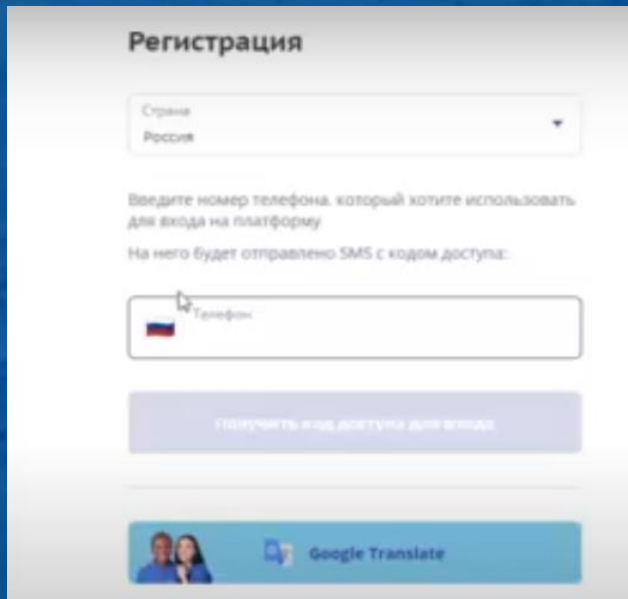 Регистрация
Страна
Россия
Введите номер телефона, который хотите использовать
для входа на платформу
На него будет отправлено SMS с кодом доступа:
Телефон
Получить код доступа для входа
Google Translate